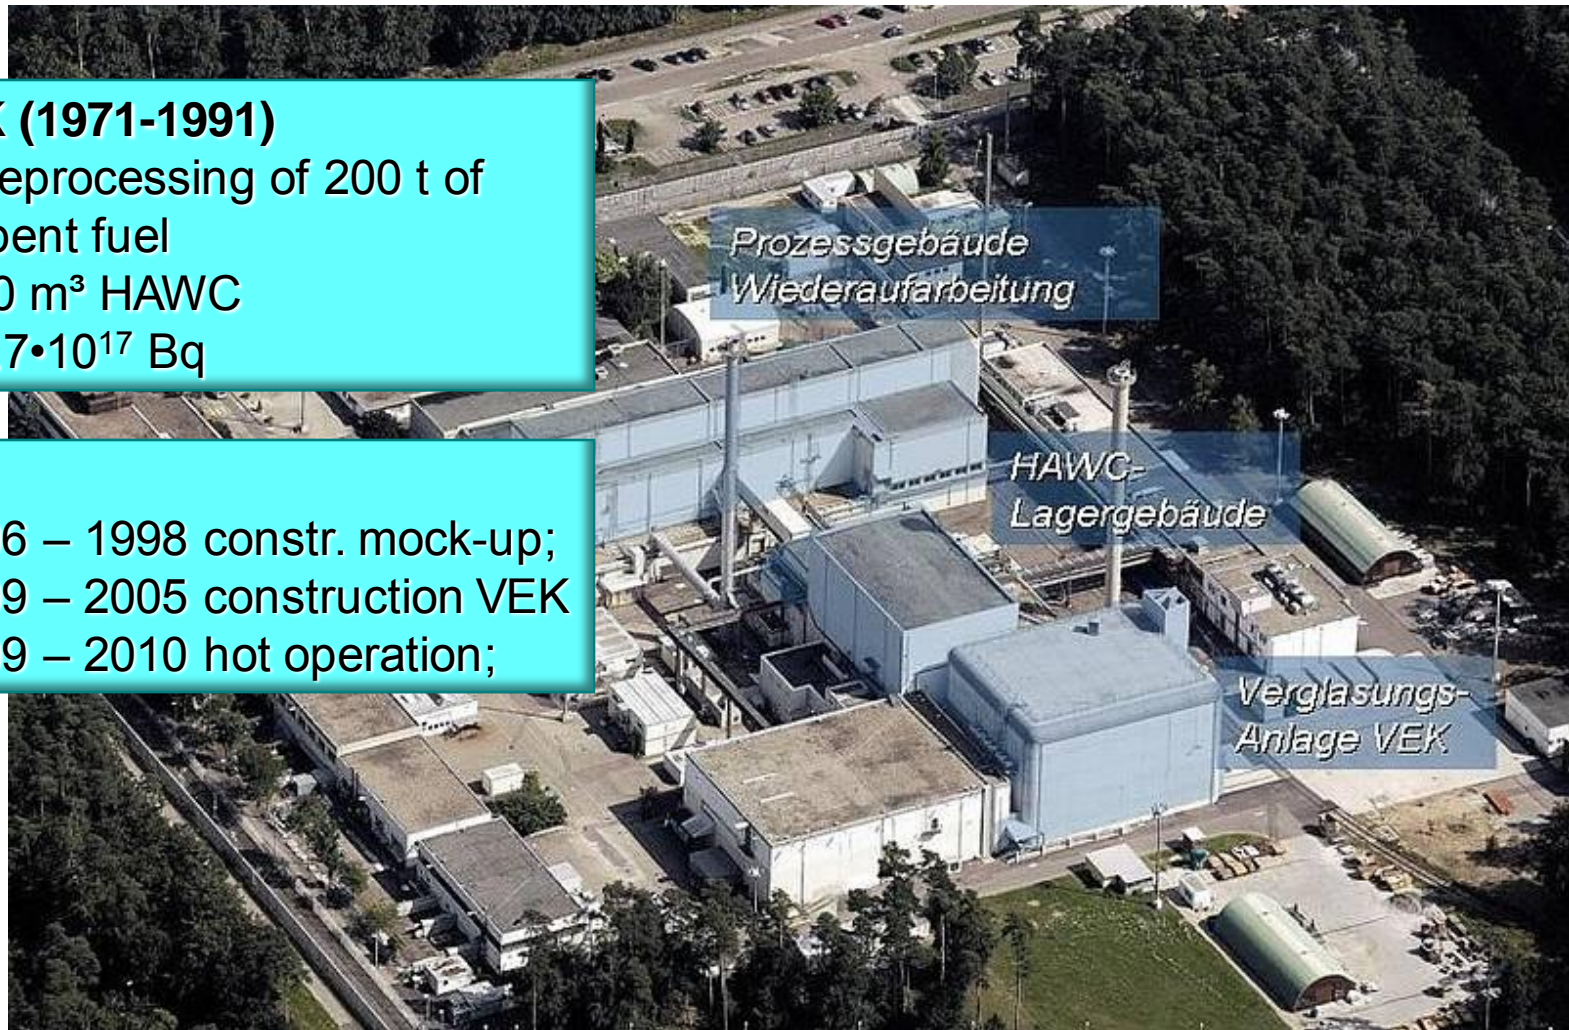 K (1971-1991)
eprocessing of 200 t of
pent fuel
0 m³ HAWC
7•10¹⁷ Bq
6 – 1998 constr. mock-up;
9 – 2005 construction VEK
9 – 2010 hot operation;
Prozessgebäude
Wiederaufarbeitung
HAWC-
Lagergebäude
Verglasungs-
Anlage VEK